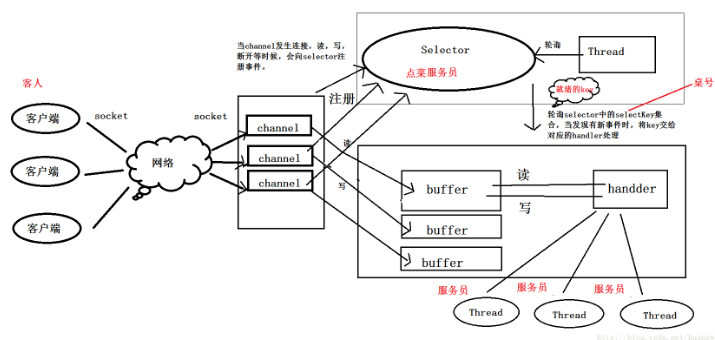 当channel发生连接，读，写，
断开等时候，会向selector注
册事件。
Selector
点菜服务员
轮询
Thread
就绪的key
桌号
客人
socket
socket
注册
轮询selector中的selectKey集
合，当发现有新事件时，将key交给
对应的handler处理
客户端
客户端
客户端
网络
channel
channel
channel
读
写
buffer
buffer
buffer
读
写
handder
服务员
服务员
服务员
Thread
Thread
Thread